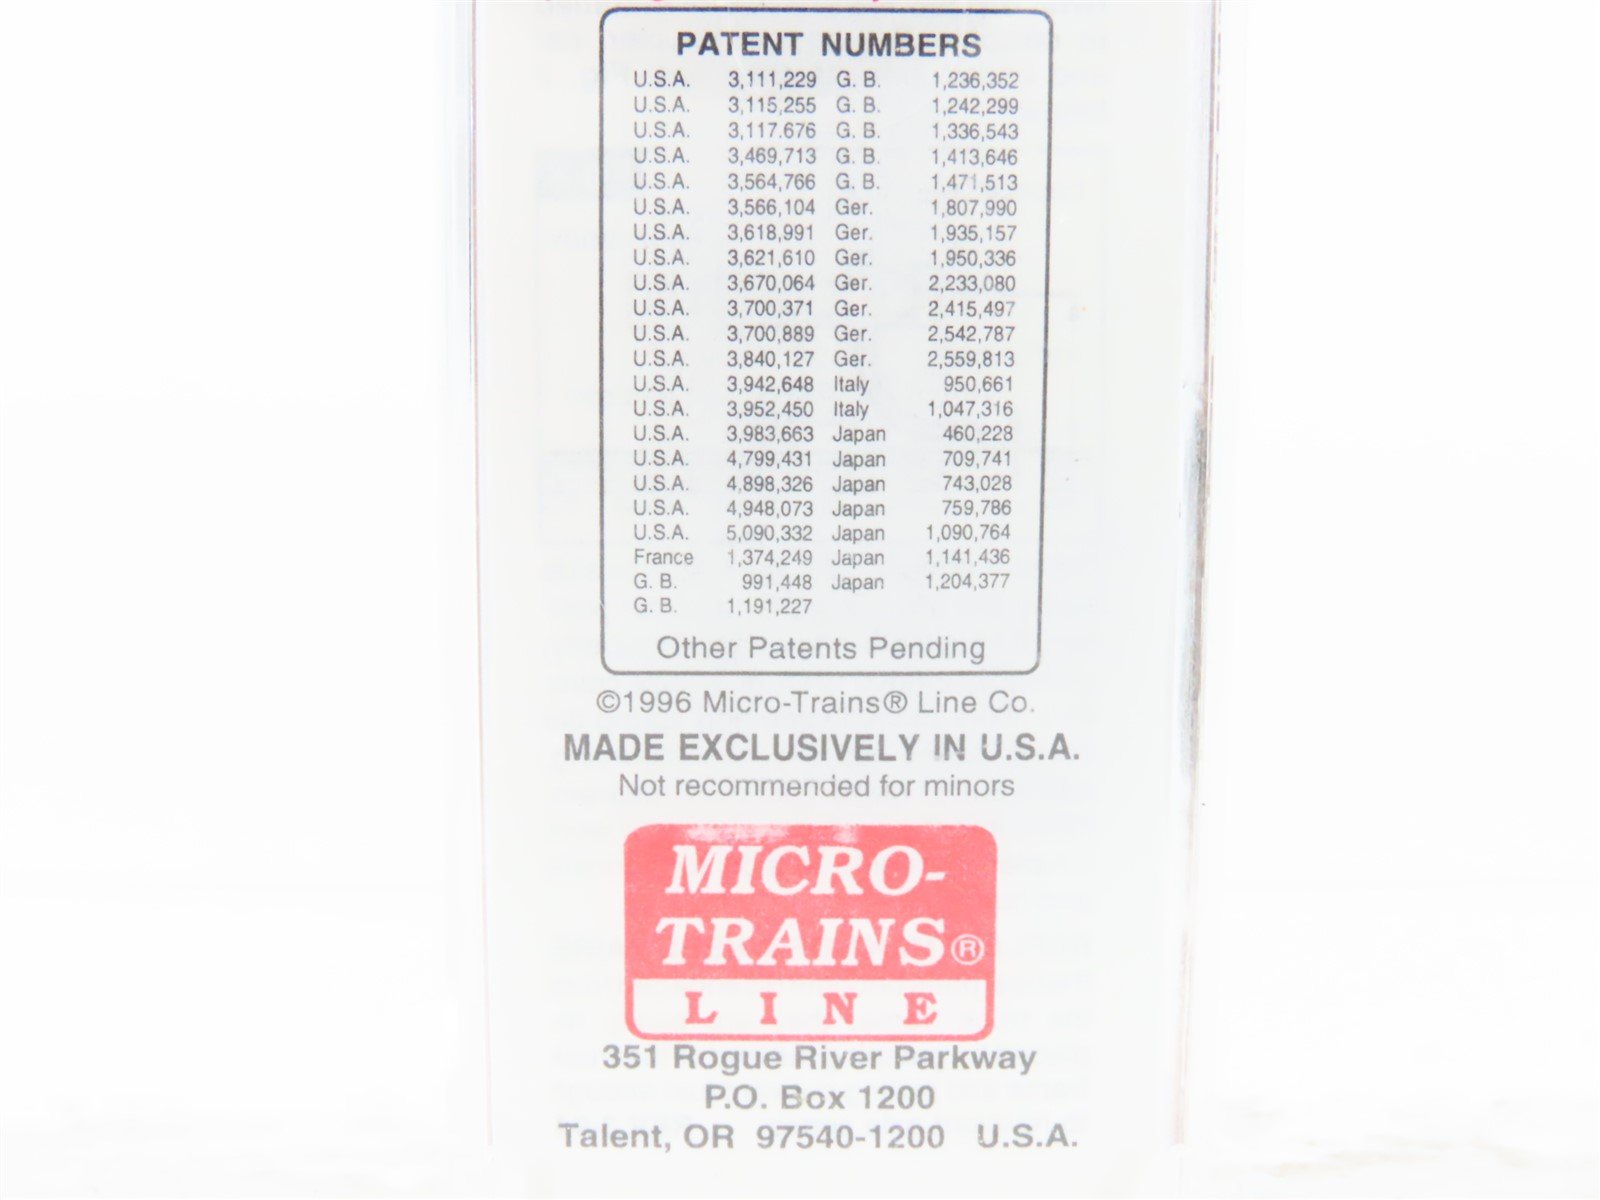 PATENT NUMBERS
U.S.A. 3,111,229 G. B. 1,236,352
U.S.A. 3,115,255 G. B. 1,242,299
U.S.A. 3,117.676 G. B. 1,336,543
U.S.A. 3,469,713 G. B. 1,413,646
U.S.A. 3,564,766 G. B. 1,471,513
U.S.A. 3,566,104 Ger. 1,807,990
U.S.A. 3,618,991 Ger. 1,935,157
U.S.A. 3,621,610 Ger. 1,950,336
U.S.A. 3,670,064 Ger. 2,233,080
U.S.A. 3,700,371 Ger. 2,415,497
U.S.A. 3,700,889 Ger. 2,542,787
U.S.A. 3,840,127 Ger. 2,559,813
U.S.A. 3,942,648 Italy 950,661
U.S.A. 3,952,450 Italy 1,047,316
U.S.A. 3,983,663 Japan 460,228
U.S.A. 4,799,431 Japan 709,741
U.S.A. 4,898,326 Japan 743,028
U.S.A. 4,948,073 Japan 759,786
U.S.A. 5,090,332 Japan 1,090,764
France 1,374,249 Japan 1,141,436
G. B. 991,448 Japan 1,204,377
G. B. 1,191,227
Other Patents Pending
©1996 Micro-Trains® Line Co.
MADE EXCLUSIVELY IN U.S.A.
Not recommended for minors
MICRO-
TRAINS®
LINE
351 Rogue River Parkway
P.O. Box 1200
Talent, OR 97540-1200 U.S.A.